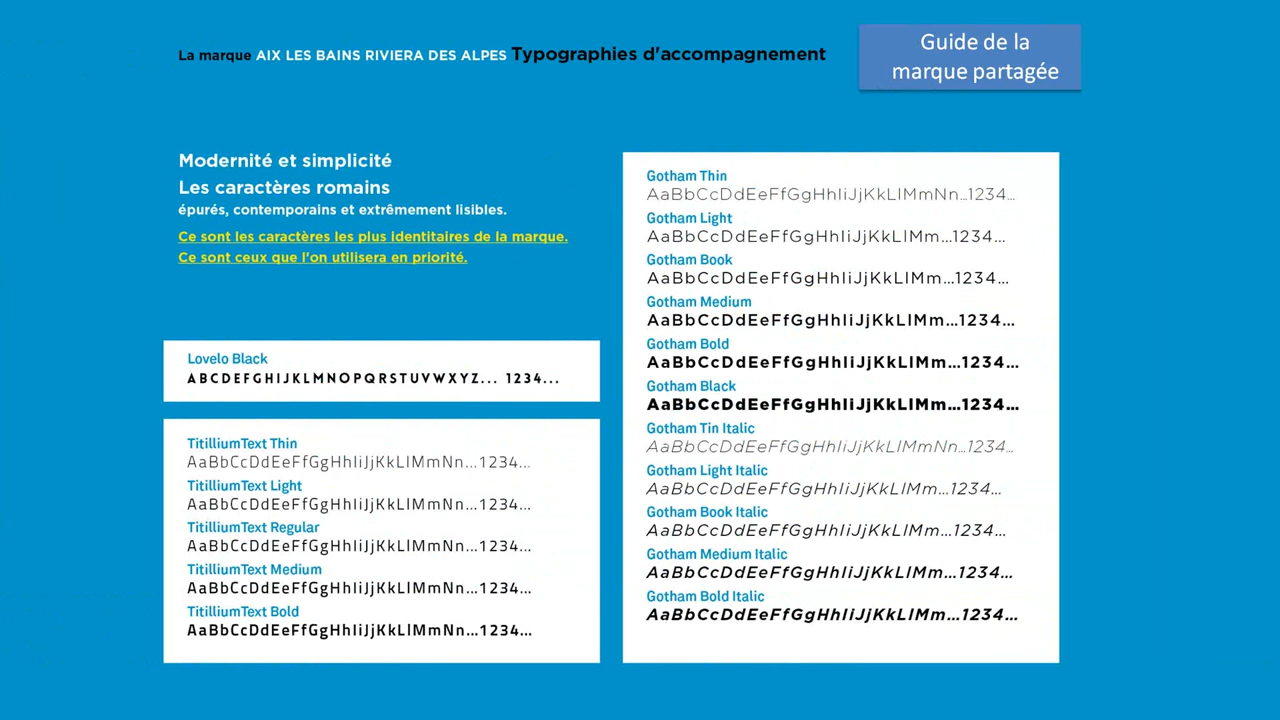 La marque AIX LES BAINS RIVIERA DES ALPES Typographies d'accompagnement
Guide de la
marque partagée
Modernité et simplicité
Les caractères romains
épurés, contemporains et extrêmement lisibles.
Ce sont les caractères les plus identitaires de la marque.
Ce sont ceux que l'on utilisera en priorité.
Lovelo Black
ABCDEFGHIJKLMNOPQRSTUVWXYZ... 1234...
TitilliumText Thin
AaBbCcDdEeFfGgHhIiJjKkLlMmNn...1234...
TitilliumText Light
AaBbCcDdEeFfGgHhIiJjKkLlMmNn...1234...
TitilliumText Regular
AaBbCcDdEeFfGgHhIiJjKkLlMmNn...1234...
TitilliumText Medium
AaBbCcDdEeFfGgHhIiJjKkLlMmNn...1234...
TitilliumText Bold
AaBbCcDdEeFfGgHhIiJjKkLlMmNn...1234...
Gotham Thin
AaBbCcDdEeFfGgHhIiJjKkLlMmNn...1234...
Gotham Light
AaBbCcDdEeFfGgHhIiJjKkLlMm...1234...
Gotham Book
AaBbCcDdEeFfGgHhIiJjKkLlMm...1234...
Gotham Medium
AaBbCcDdEeFfGgHhIiJjKkLlMm...1234...
Gotham Bold
AaBbCcDdEeFfGgHhIiJjKkLlMm...1234...
Gotham Black
AaBbCcDdEeFfGgHhIiJjKkLlMm...1234...
Gotham Tin Italic
AaBbCcDdEeFfGgHhIiJjKkLlMmNn...1234...
Gotham Light Italic
AaBbCcDdEeFfGgHhIiJjKkLlMm...1234...
Gotham Book Italic
AaBbCcDdEeFfGgHhIiJjKkLlMm...1234...
Gotham Medium Italic
AaBbCcDdEeFfGgHhIiJjKkLlMm...1234...
Gotham Bold Italic
AaBbCcDdEeFfGgHhIiJjKkLlMm...1234...